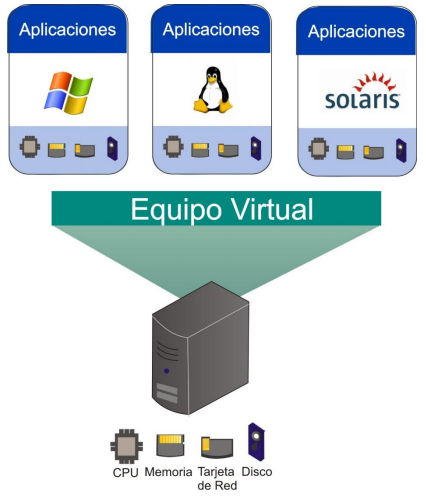 Aplicaciones
Aplicaciones
Aplicaciones
solaris
Equipo Virtual
CPU
Memoria
Tarjeta
de Red
Disco